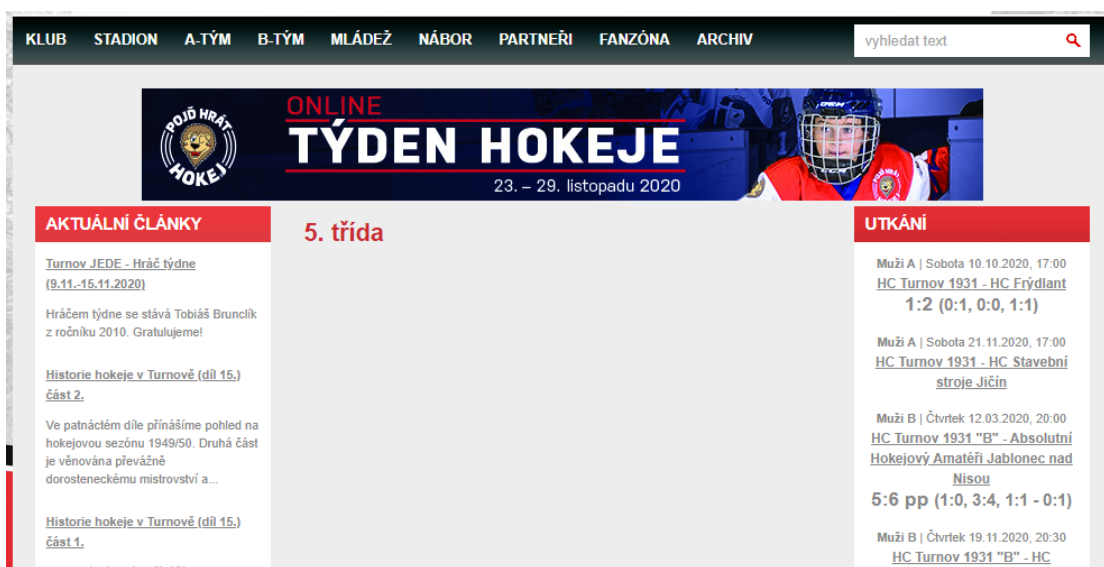 KLUB STADION A-TÝM B-TÝM MLÁDEŽ NÁBOR PARTNEŘI FANZÓNA ARCHIV vyhledat text
POJĎ HRÁT
HOKEJ
ONLINE
TÝDEN HOKEJE
23. – 29. listopadu 2020
AKTUÁLNÍ ČLÁNKY
Turnov JEDE - Hráč týdne
(9.11.-15.11.2020)
Hráčem týdne se stává Tobiáš Brunclík
z ročníku 2010. Gratulujeme!
Historie hokeje v Turnově (díl 15.)
část 2.
Ve patnáctém díle přínášíme pohled na
hokejovou sezónu 1949/50. Druhá část
je věnována převážně
dorosteneckému mistrovství a...
Historie hokeje v Turnově (díl 15.)
část 1.
5. třída
UTKÁNÍ
Muži A | Sobota 10.10.2020, 17:00
HC Turnov 1931 - HC Frýdlant
1:2 (0:1, 0:0, 1:1)
Muži A | Sobota 21.11.2020, 17:00
HC Turnov 1931 - HC Stavební
stroje Jičín
Muži B | Čtvrtek 12.03.2020, 20:00
HC Turnov 1931 "B" - Absolutní
Hokejový Amatéři Jablonec nad
Nisou
5:6 pp (1:0, 3:4, 1:1 - 0:1)
Muži B | Čtvrtek 19.11.2020, 20:30
HC Turnov 1931 "B" - HC